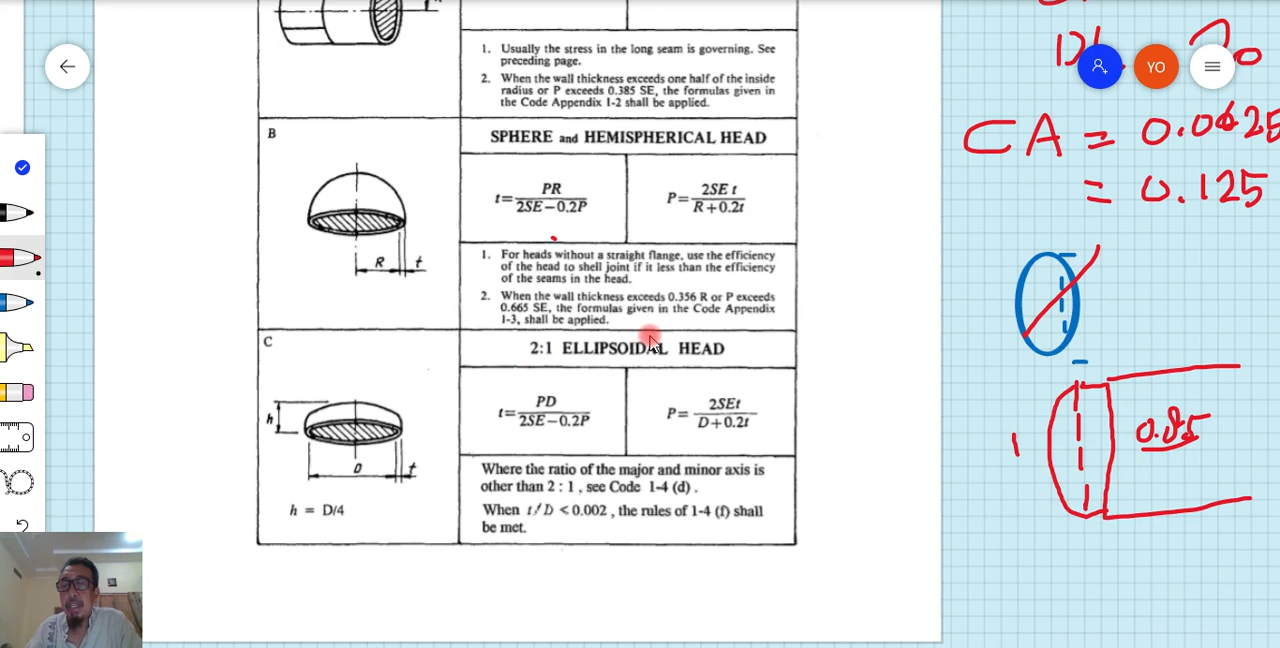 1. Usually the stress in the long seam is governing. See
preceding page.
2. When the wall thickness exceeds one half of the inside
radius or P exceeds 0.385 SE, the formulas given in
the Code Appendix 1-2 shall be applied.
B
SPHERE and HEMISPHERICAL HEAD
t= PR / 2SE−0.2P
P= 2SE t / R+0.2t
R t
1. For heads without a straight flange, use the efficiency
of the head to shell joint if it less than the efficiency
of the seams in the head.
2. When the wall thickness exceeds 0.356 R or P exceeds
0.665 SE, the formulas given in the Code Appendix
1-3, shall be applied.
C
2:1 ELLIPSOIDAL HEAD
h
t= PD / 2SE−0.2P
P= 2SEt / D+0.2t
D t
h = D/4
Where the ratio of the major and minor axis is
other than 2 : 1, see Code 1-4 (d).
When t/D <0.002, the rules of 1-4 (f) shall
be met.
YO
CA = 0.0625
= 0.125
1
0.85